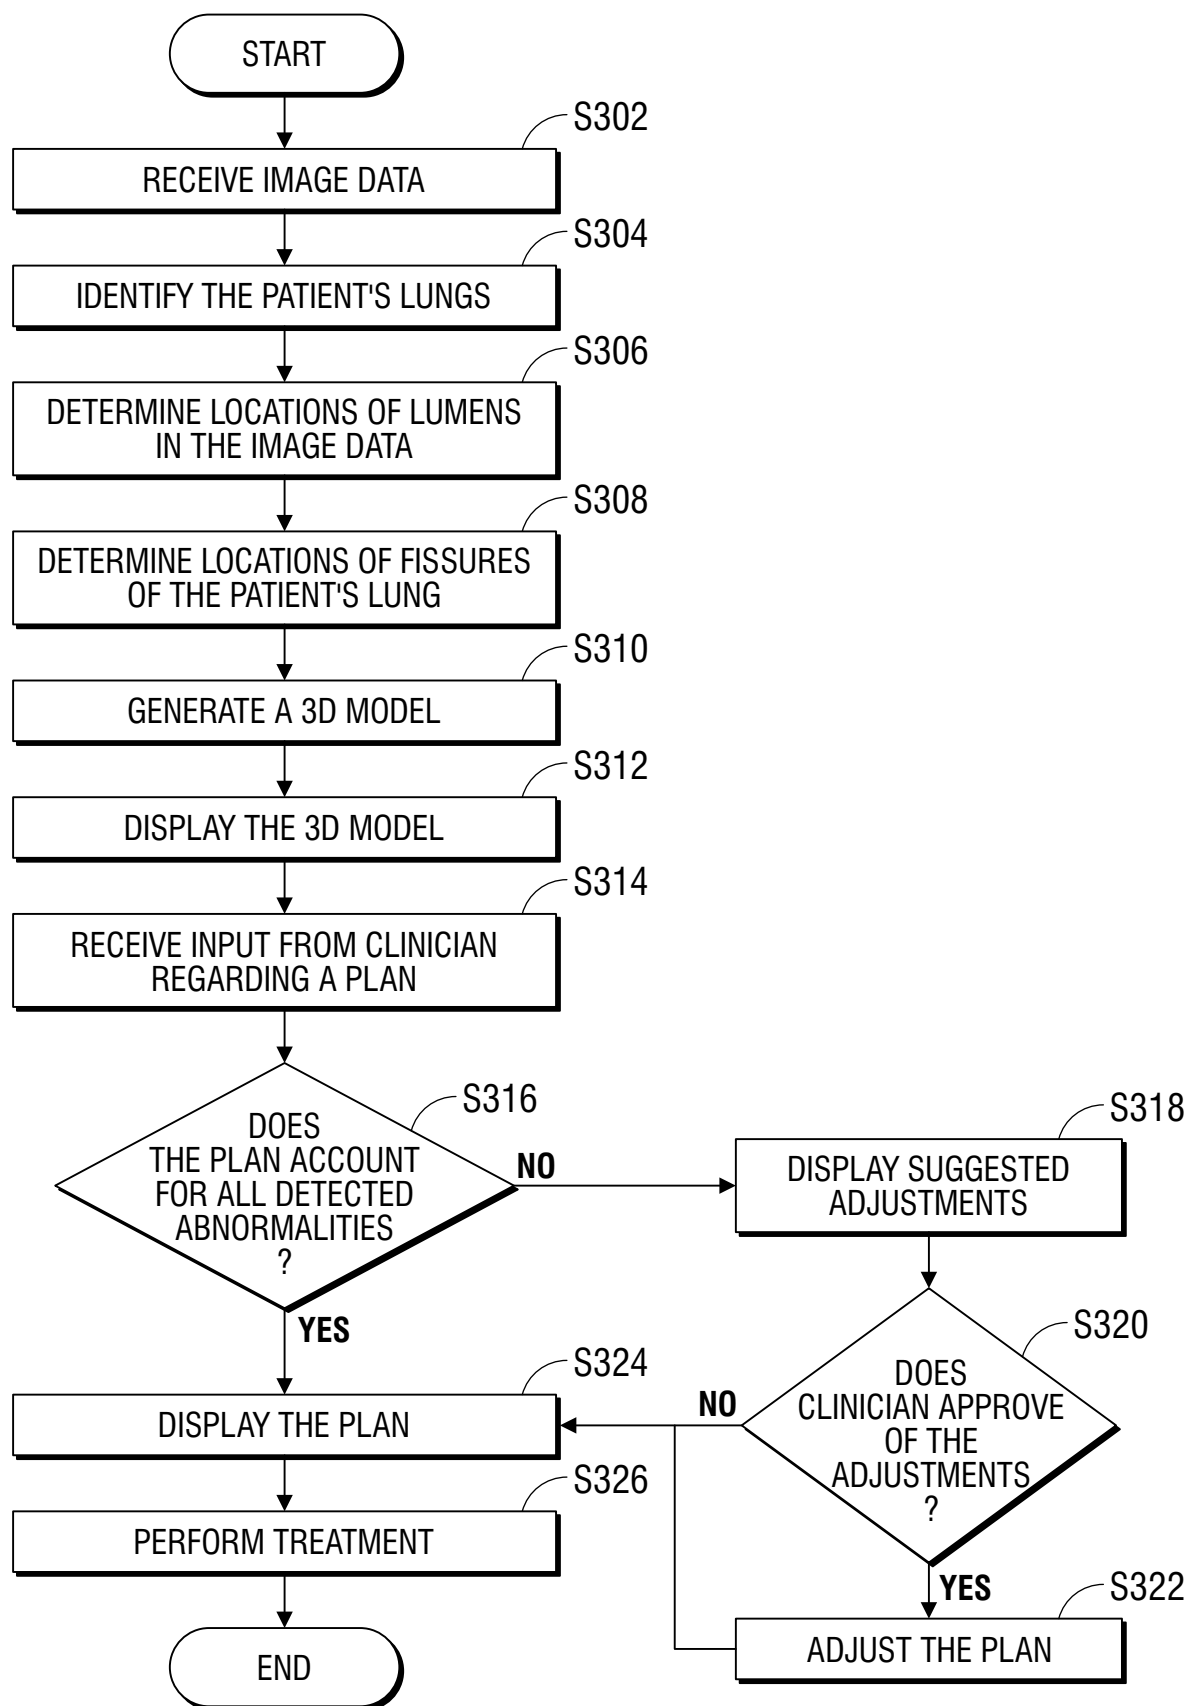 START
S302
RECEIVE IMAGE DATA
S304
IDENTIFY THE PATIENT'S LUNGS
S306
DETERMINE LOCATIONS OF LUMENS
IN THE IMAGE DATA
S308
DETERMINE LOCATIONS OF FISSURES
OF THE PATIENT'S LUNG
S310
GENERATE A 3D MODEL
S312
DISPLAY THE 3D MODEL
S314
RECEIVE INPUT FROM CLINICIAN
REGARDING A PLAN
S316
DOES
THE PLAN ACCOUNT
FOR ALL DETECTED
ABNORMALITIES
?
NO
YES
S318
DISPLAY SUGGESTED
ADJUSTMENTS
S320
DOES
CLINICIAN APPROVE
OF THE
ADJUSTMENTS
?
NO
YES
S322
ADJUST THE PLAN
S324
DISPLAY THE PLAN
S326
PERFORM TREATMENT
END